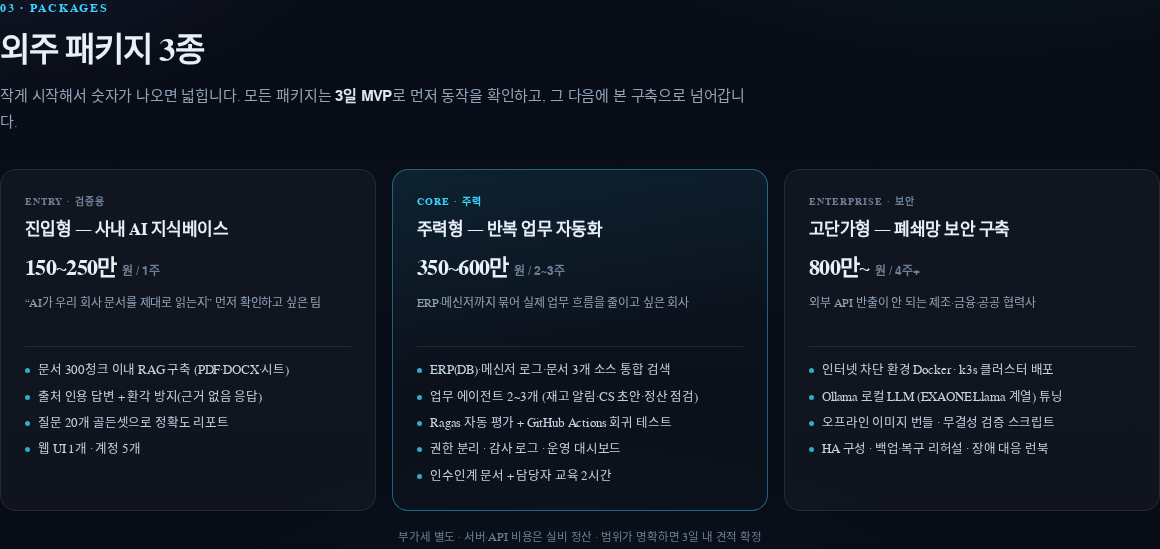 03 · PACKAGES
외주 패키지 3종
작게 시작해서 숫자가 나오면 넓힙니다. 모든 패키지는 3일 MVP로 먼저 동작을 확인하고, 그 다음에 본 구축으로 넘어갑니
다.
ENTRY · 검증용
진입형 — 사내 AI 지식베이스
150~250만 원 / 1주
“AI가 우리 회사 문서를 제대로 읽는지” 먼저 확인하고 싶은 팀
문서 300청크 이내 RAG 구축 (PDF·DOCX·시트)
출처 인용 답변 + 환각 방지(근거 없음 응답)
질문 20개 골든셋으로 정확도 리포트
웹 UI 1개 · 계정 5개
CORE · 주력
주력형 — 반복 업무 자동화
350~600만 원 / 2~3주
ERP·메신저까지 묶어 실제 업무 흐름을 줄이고 싶은 회사
ERP(DB)·메신저 로그·문서 3개 소스 통합 검색
업무 에이전트 2~3개 (재고 알림·CS 초안·정산 점검)
Ragas 자동 평가 + GitHub Actions 회귀 테스트
권한 분리 · 감사 로그 · 운영 대시보드
인수인계 문서 + 담당자 교육 2시간
ENTERPRISE · 보안
고단가형 — 폐쇄망 보안 구축
800만~ 원 / 4주+
외부 API 반출이 안 되는 제조·금융·공공 협력사
인터넷 차단 환경 Docker · k3s 클러스터 배포
Ollama 로컬 LLM (EXAONE·Llama 계열) 튜닝
오프라인 이미지 번들 · 무결성 검증 스크립트
HA 구성 · 백업·복구 리허설 · 장애 대응 런북
부가세 별도 · 서버·API 비용은 실비 정산 · 범위가 명확하면 3일 내 견적 확정